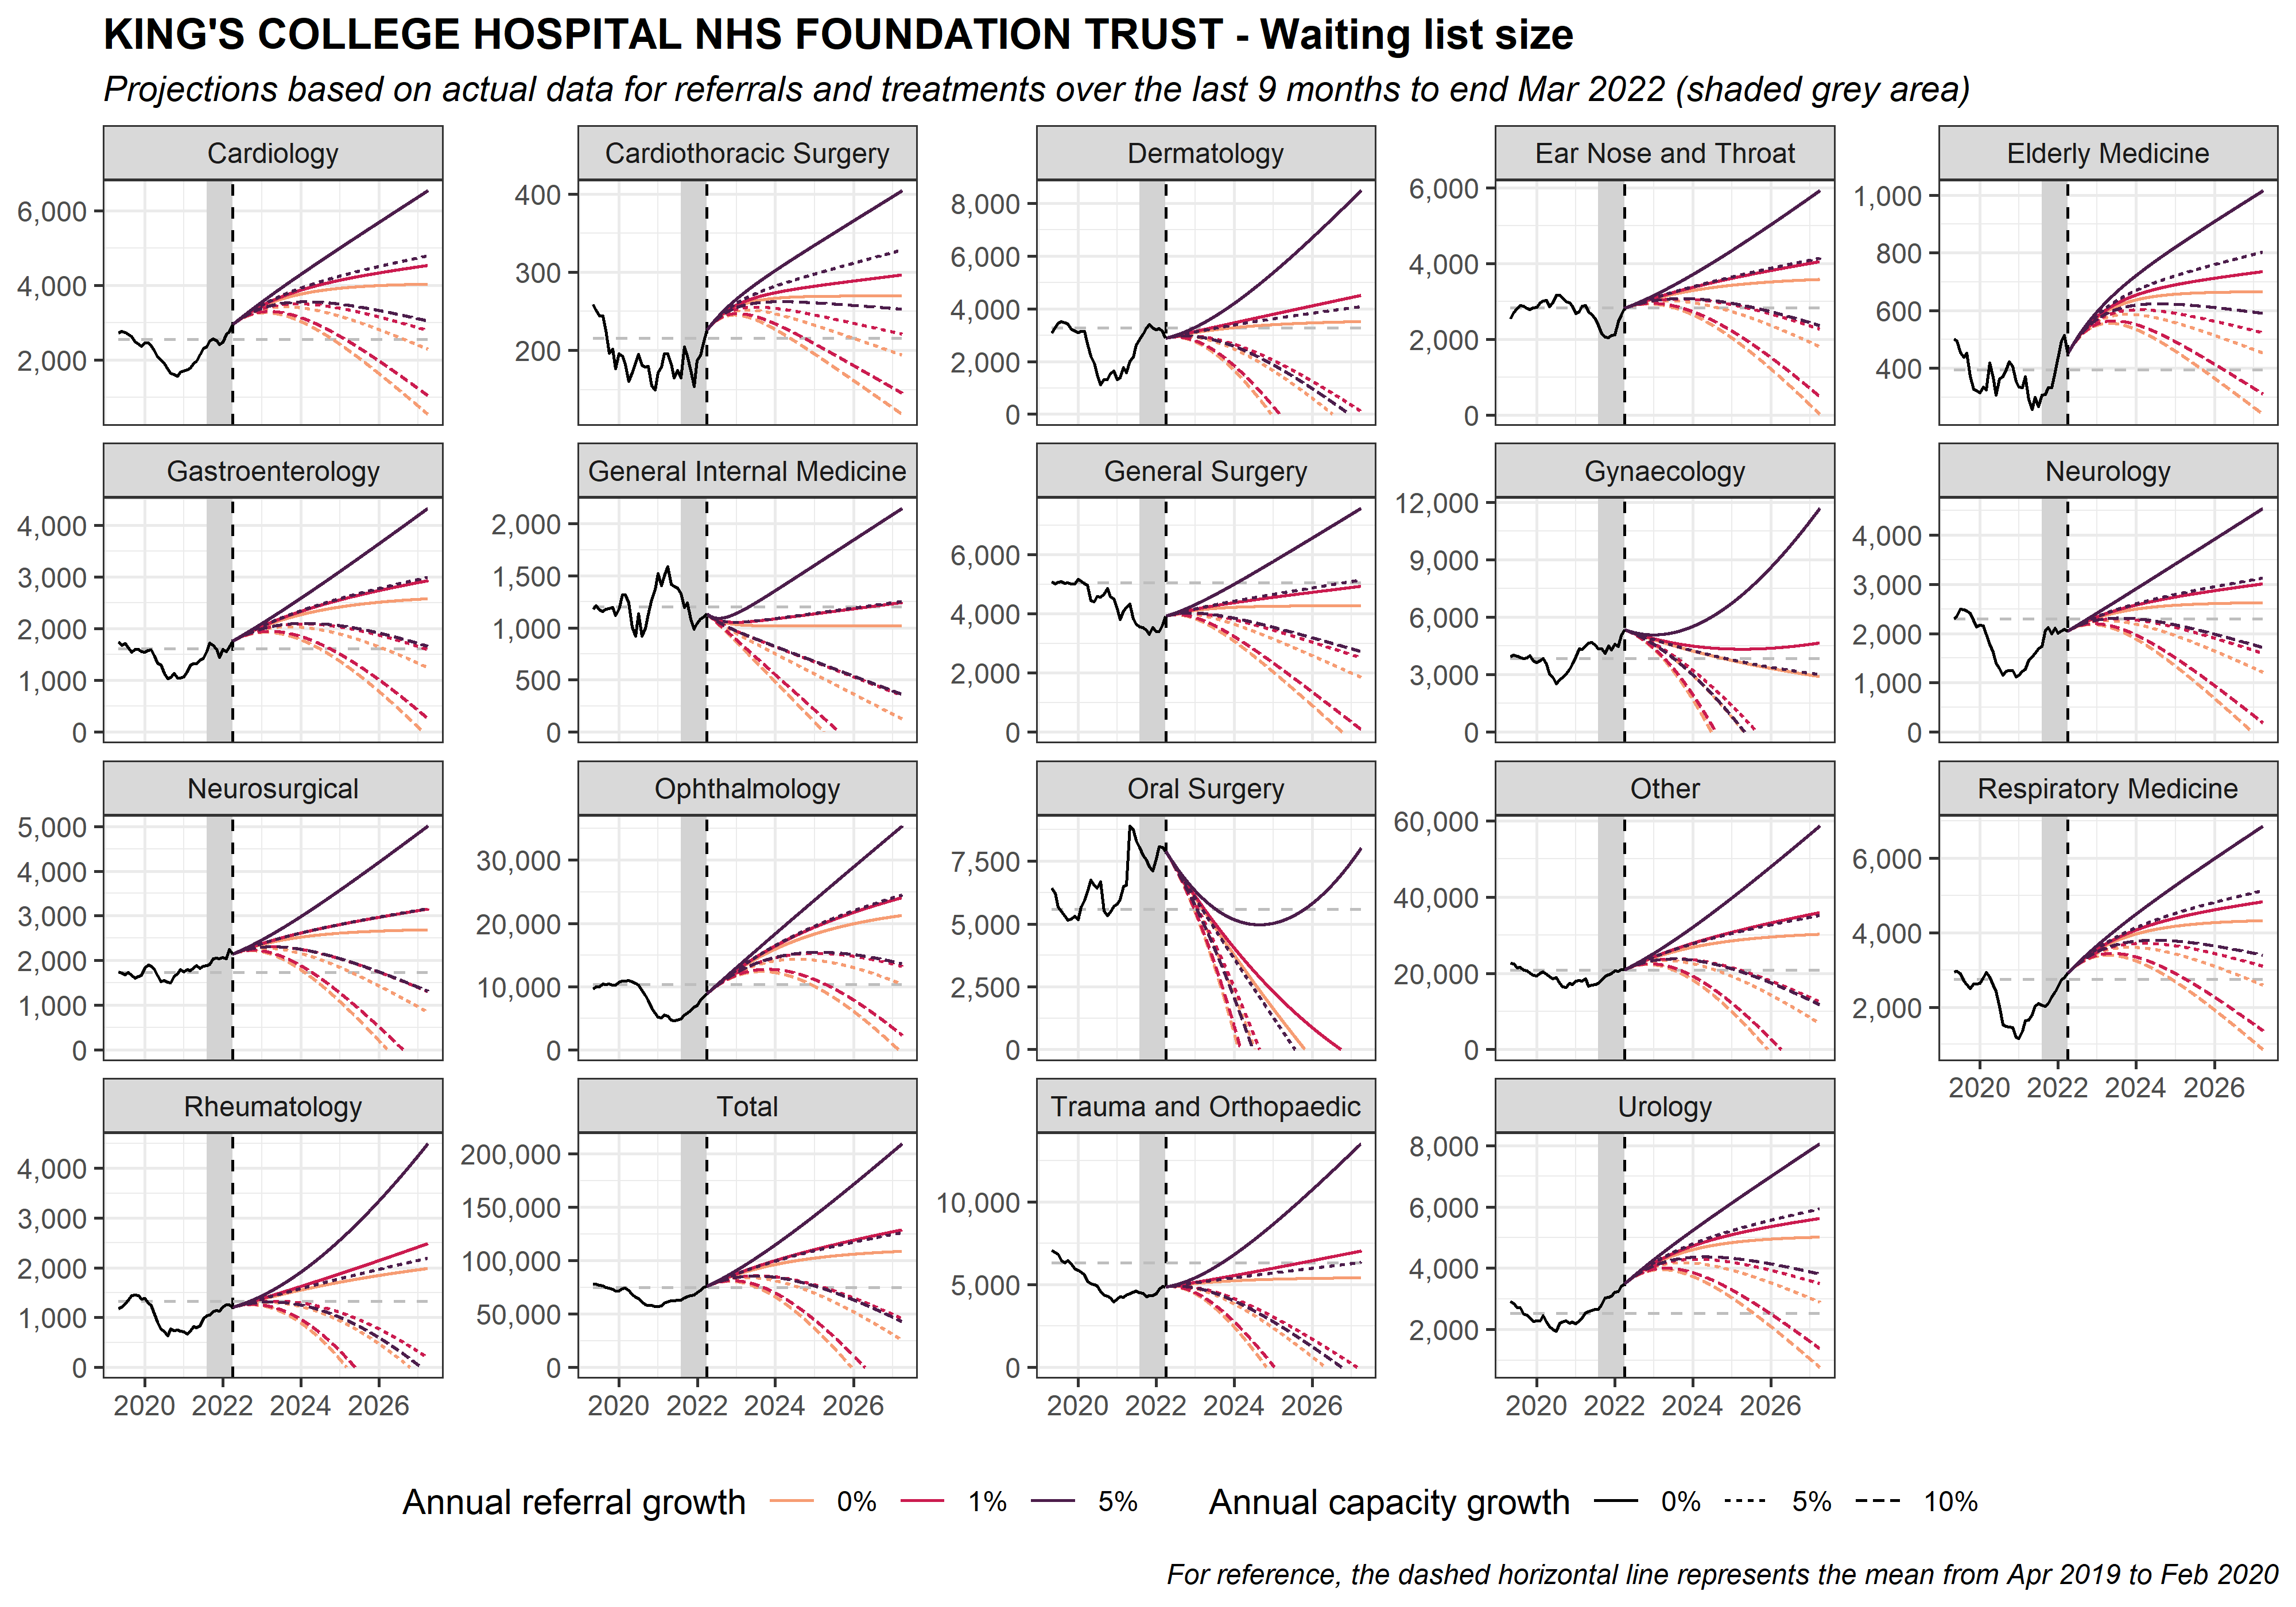 KING'S COLLEGE HOSPITAL NHS FOUNDATION TRUST - Waiting list size
Projections based on actual data for referrals and treatments over the last 9 months to end Mar 2022 (shaded grey area)
Cardiology
6,000
4,000
2,000
Cardiothoracic Surgery
400
300
200
Dermatology
8,000
6,000
4,000
2,000
0
Ear Nose and Throat
6,000
4,000
2,000
0
Elderly Medicine
1,000
800
600
400
Gastroenterology
4,000
3,000
2,000
1,000
0
General Internal Medicine
2,000
1,500
1,000
500
0
General Surgery
6,000
4,000
2,000
0
Gynaecology
12,000
9,000
6,000
3,000
0
Neurology
4,000
3,000
2,000
1,000
0
Neurosurgical
5,000
4,000
3,000
2,000
1,000
0
Ophthalmology
30,000
20,000
10,000
0
Oral Surgery
7,500
5,000
2,500
0
Other
60,000
40,000
20,000
0
Respiratory Medicine
6,000
4,000
2,000
2020 2022 2024 2026
Rheumatology
4,000
3,000
2,000
1,000
0
2020 2022 2024 2026
Total
200,000
150,000
100,000
50,000
0
2020 2022 2024 2026
Trauma and Orthopaedic
10,000
5,000
0
2020 2022 2024 2026
Urology
8,000
6,000
4,000
2,000
2020 2022 2024 2026
Annual referral growth 0% 1% 5% Annual capacity growth 0% 5% 10%
For reference, the dashed horizontal line represents the mean from Apr 2019 to Feb 2020